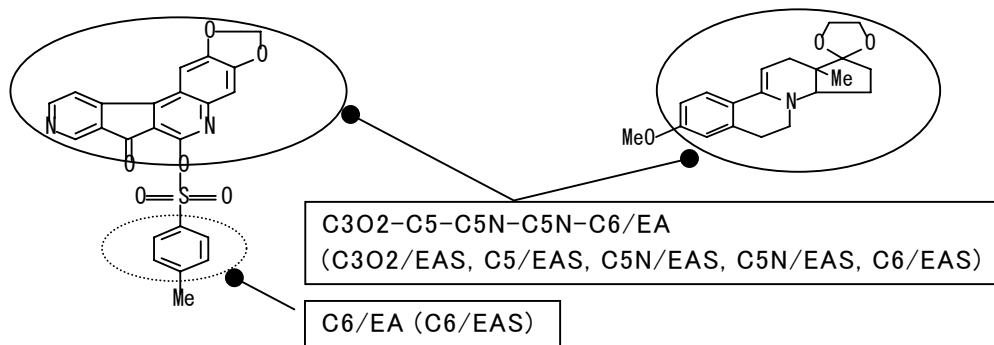 O
O
O
O
Me
N
N
N
MeO
O
O
O=S=O
Me
C3O2-C5-C5N-C5N-C6/EA
(C3O2/EAS, C5/EAS, C5N/EAS, C5N/EAS, C6/EAS)
C6/EA (C6/EAS)